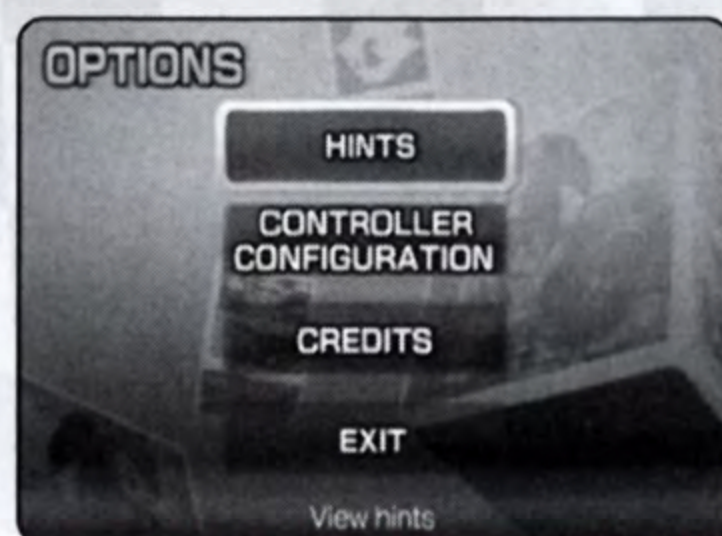 OPTIONS
HINTS
CONTROLLER
CONFIGURATION
CREDITS
EXIT
View hints